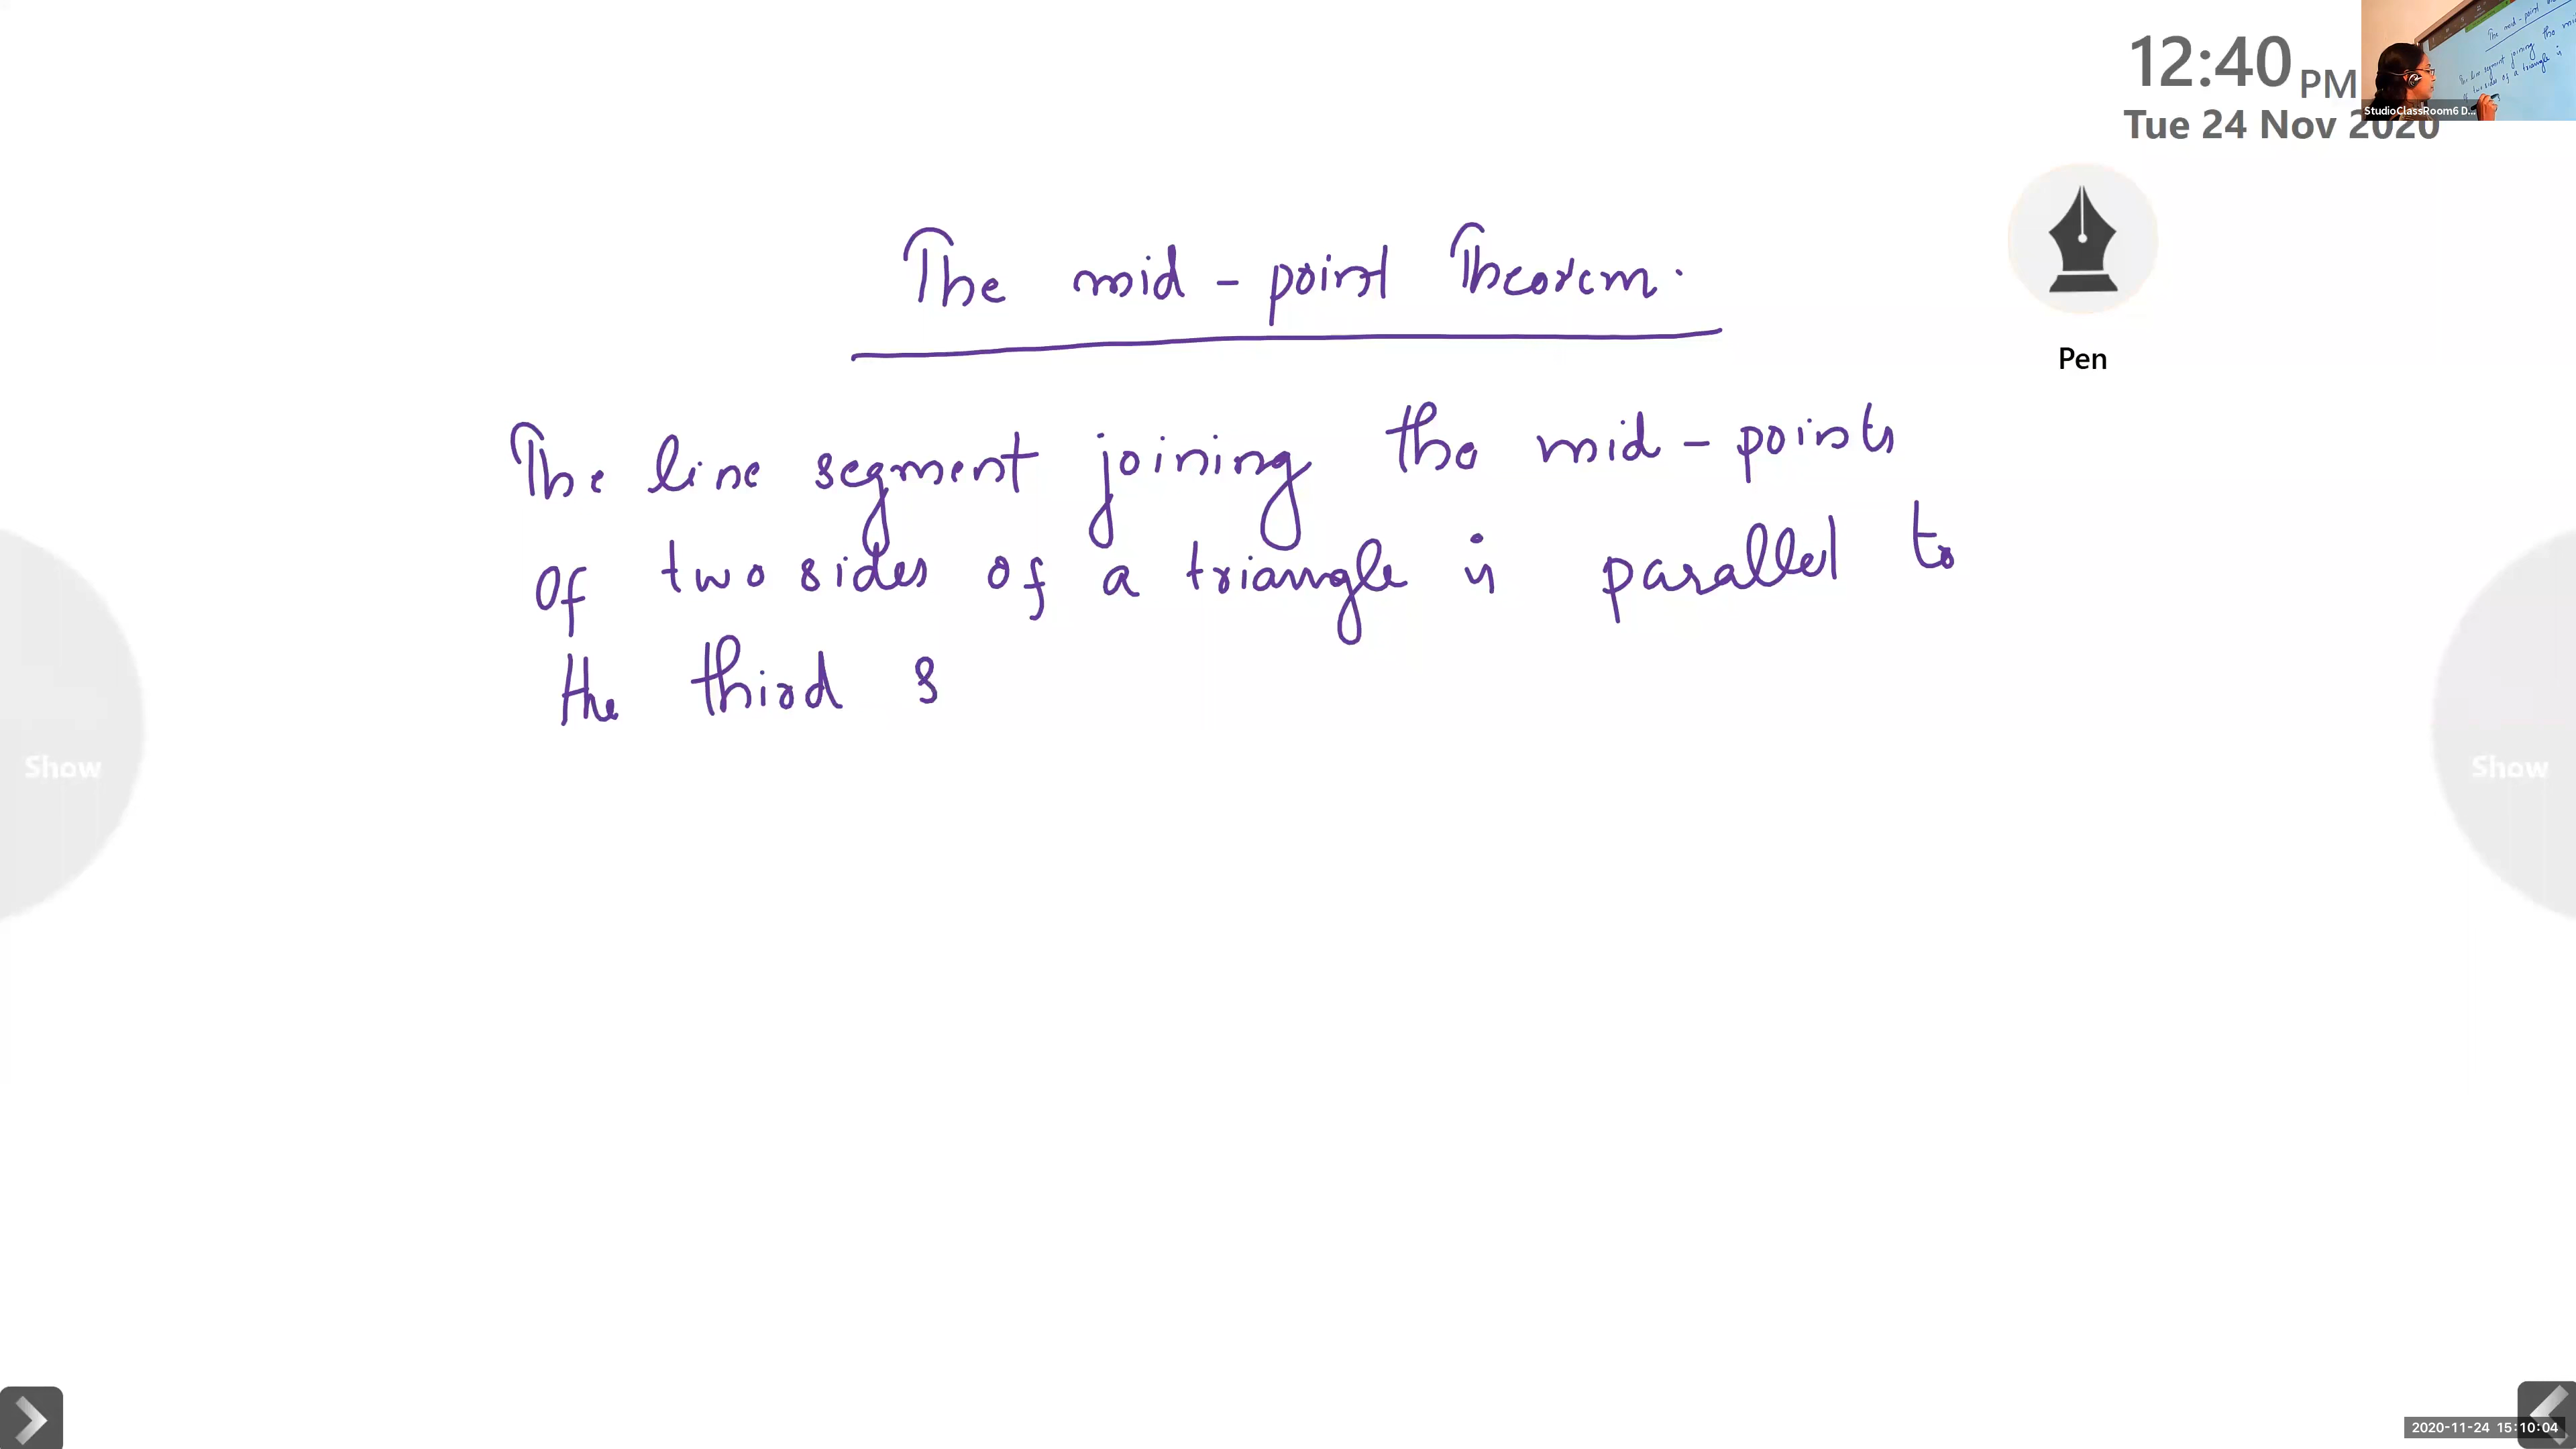 12:40 PM
Tue 24 Nov 2020
StudioClassRoom6 D...
The mid - point Theorem.
Pen
The line segment joining the mid - points
of two sides of a triangle is parallel to
the third s
Show
Show
2020-11-24 15:10:04